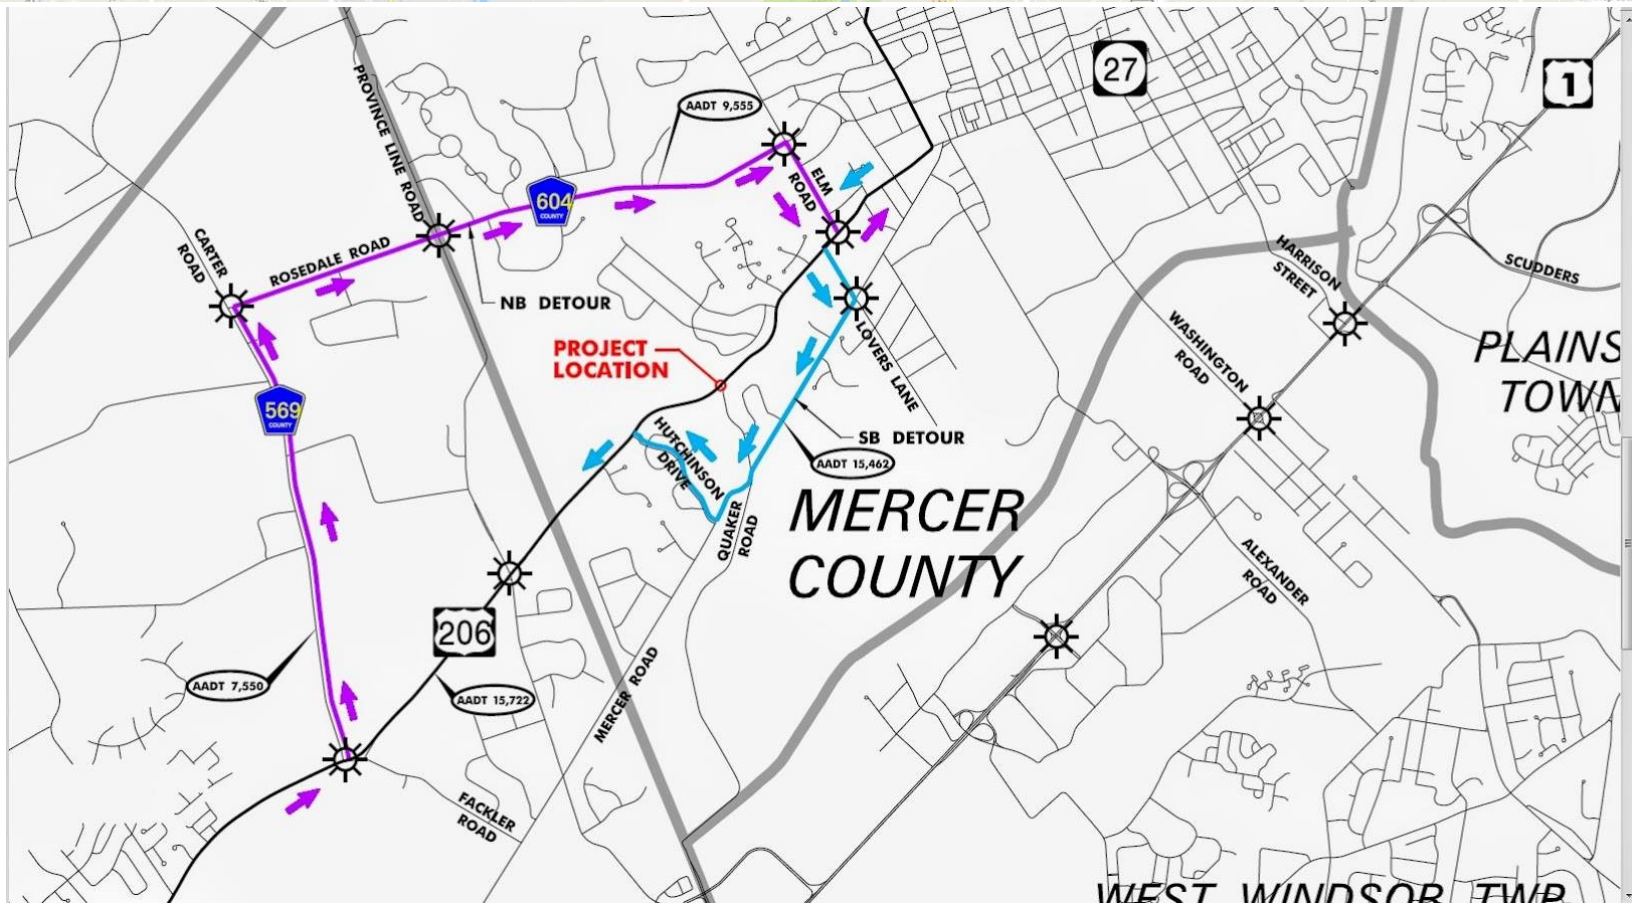 27
1
PROVINCE LINE ROAD
AADT 9,555
ELM
ROAD
604
COUNTY
CARTER
ROAD
ROSEDALE ROAD
NB DETOUR
HARRISON
STREET
SCUDDERS
PROJECT
LOCATION
WASHINGTON
ROAD
LOVERS LANE
PLAINS
TOWN
569
COUNTY
HUTCHINSON
DRIVE
SB DETOUR
AADT 15,462
MERCER
COUNTY
QUAKER
ROAD
ALEXANDER
ROAD
206
AADT 7,550
AADT 15,722
MERCER ROAD
FACKLER
ROAD
WEST WINDSOR TWP